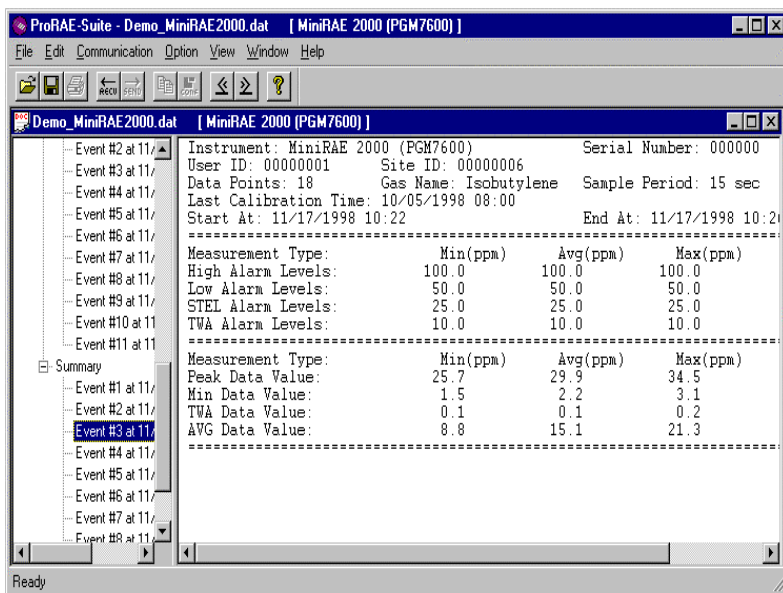 ProRAE-Suite - Demo_MiniRAE2000.dat [ MiniRAE 2000 (PGM7600) ]
File Edit Communication Option View Window Help
RECV SEND CONF
Demo_MiniRAE2000.dat [ MiniRAE 2000 (PGM7600) ]
Event #2 at 11/
Event #3 at 11/
Event #4 at 11/
Event #5 at 11/
Event #6 at 11/
Event #7 at 11/
Event #8 at 11/
Event #9 at 11/
Event #10 at 11
Event #11 at 11
Summary
Event #1 at 11/
Event #2 at 11/
Event #3 at 11/
Event #4 at 11/
Event #5 at 11/
Event #6 at 11/
Event #7 at 11/
Event #8 at 11/
Instrument: MiniRAE 2000 (PGM7600) Serial Number: 000000
User ID: 00000001 Site ID: 00000006
Data Points: 18 Gas Name: Isobutylene Sample Period: 15 sec
Last Calibration Time: 10/05/1998 08:00
Start At: 11/17/1998 10:22 End At: 11/17/1998 10:2
Measurement Type: Min(ppm) Avg(ppm) Max(ppm)
High Alarm Levels: 100.0 100.0 100.0
Low Alarm Levels: 50.0 50.0 50.0
STEL Alarm Levels: 25.0 25.0 25.0
TWA Alarm Levels: 10.0 10.0 10.0
Measurement Type: Min(ppm) Avg(ppm) Max(ppm)
Peak Data Value: 25.7 29.9 34.5
Min Data Value: 1.5 2.2 3.1
TWA Data Value: 0.1 0.1 0.2
AVG Data Value: 8.8 15.1 21.3
Ready